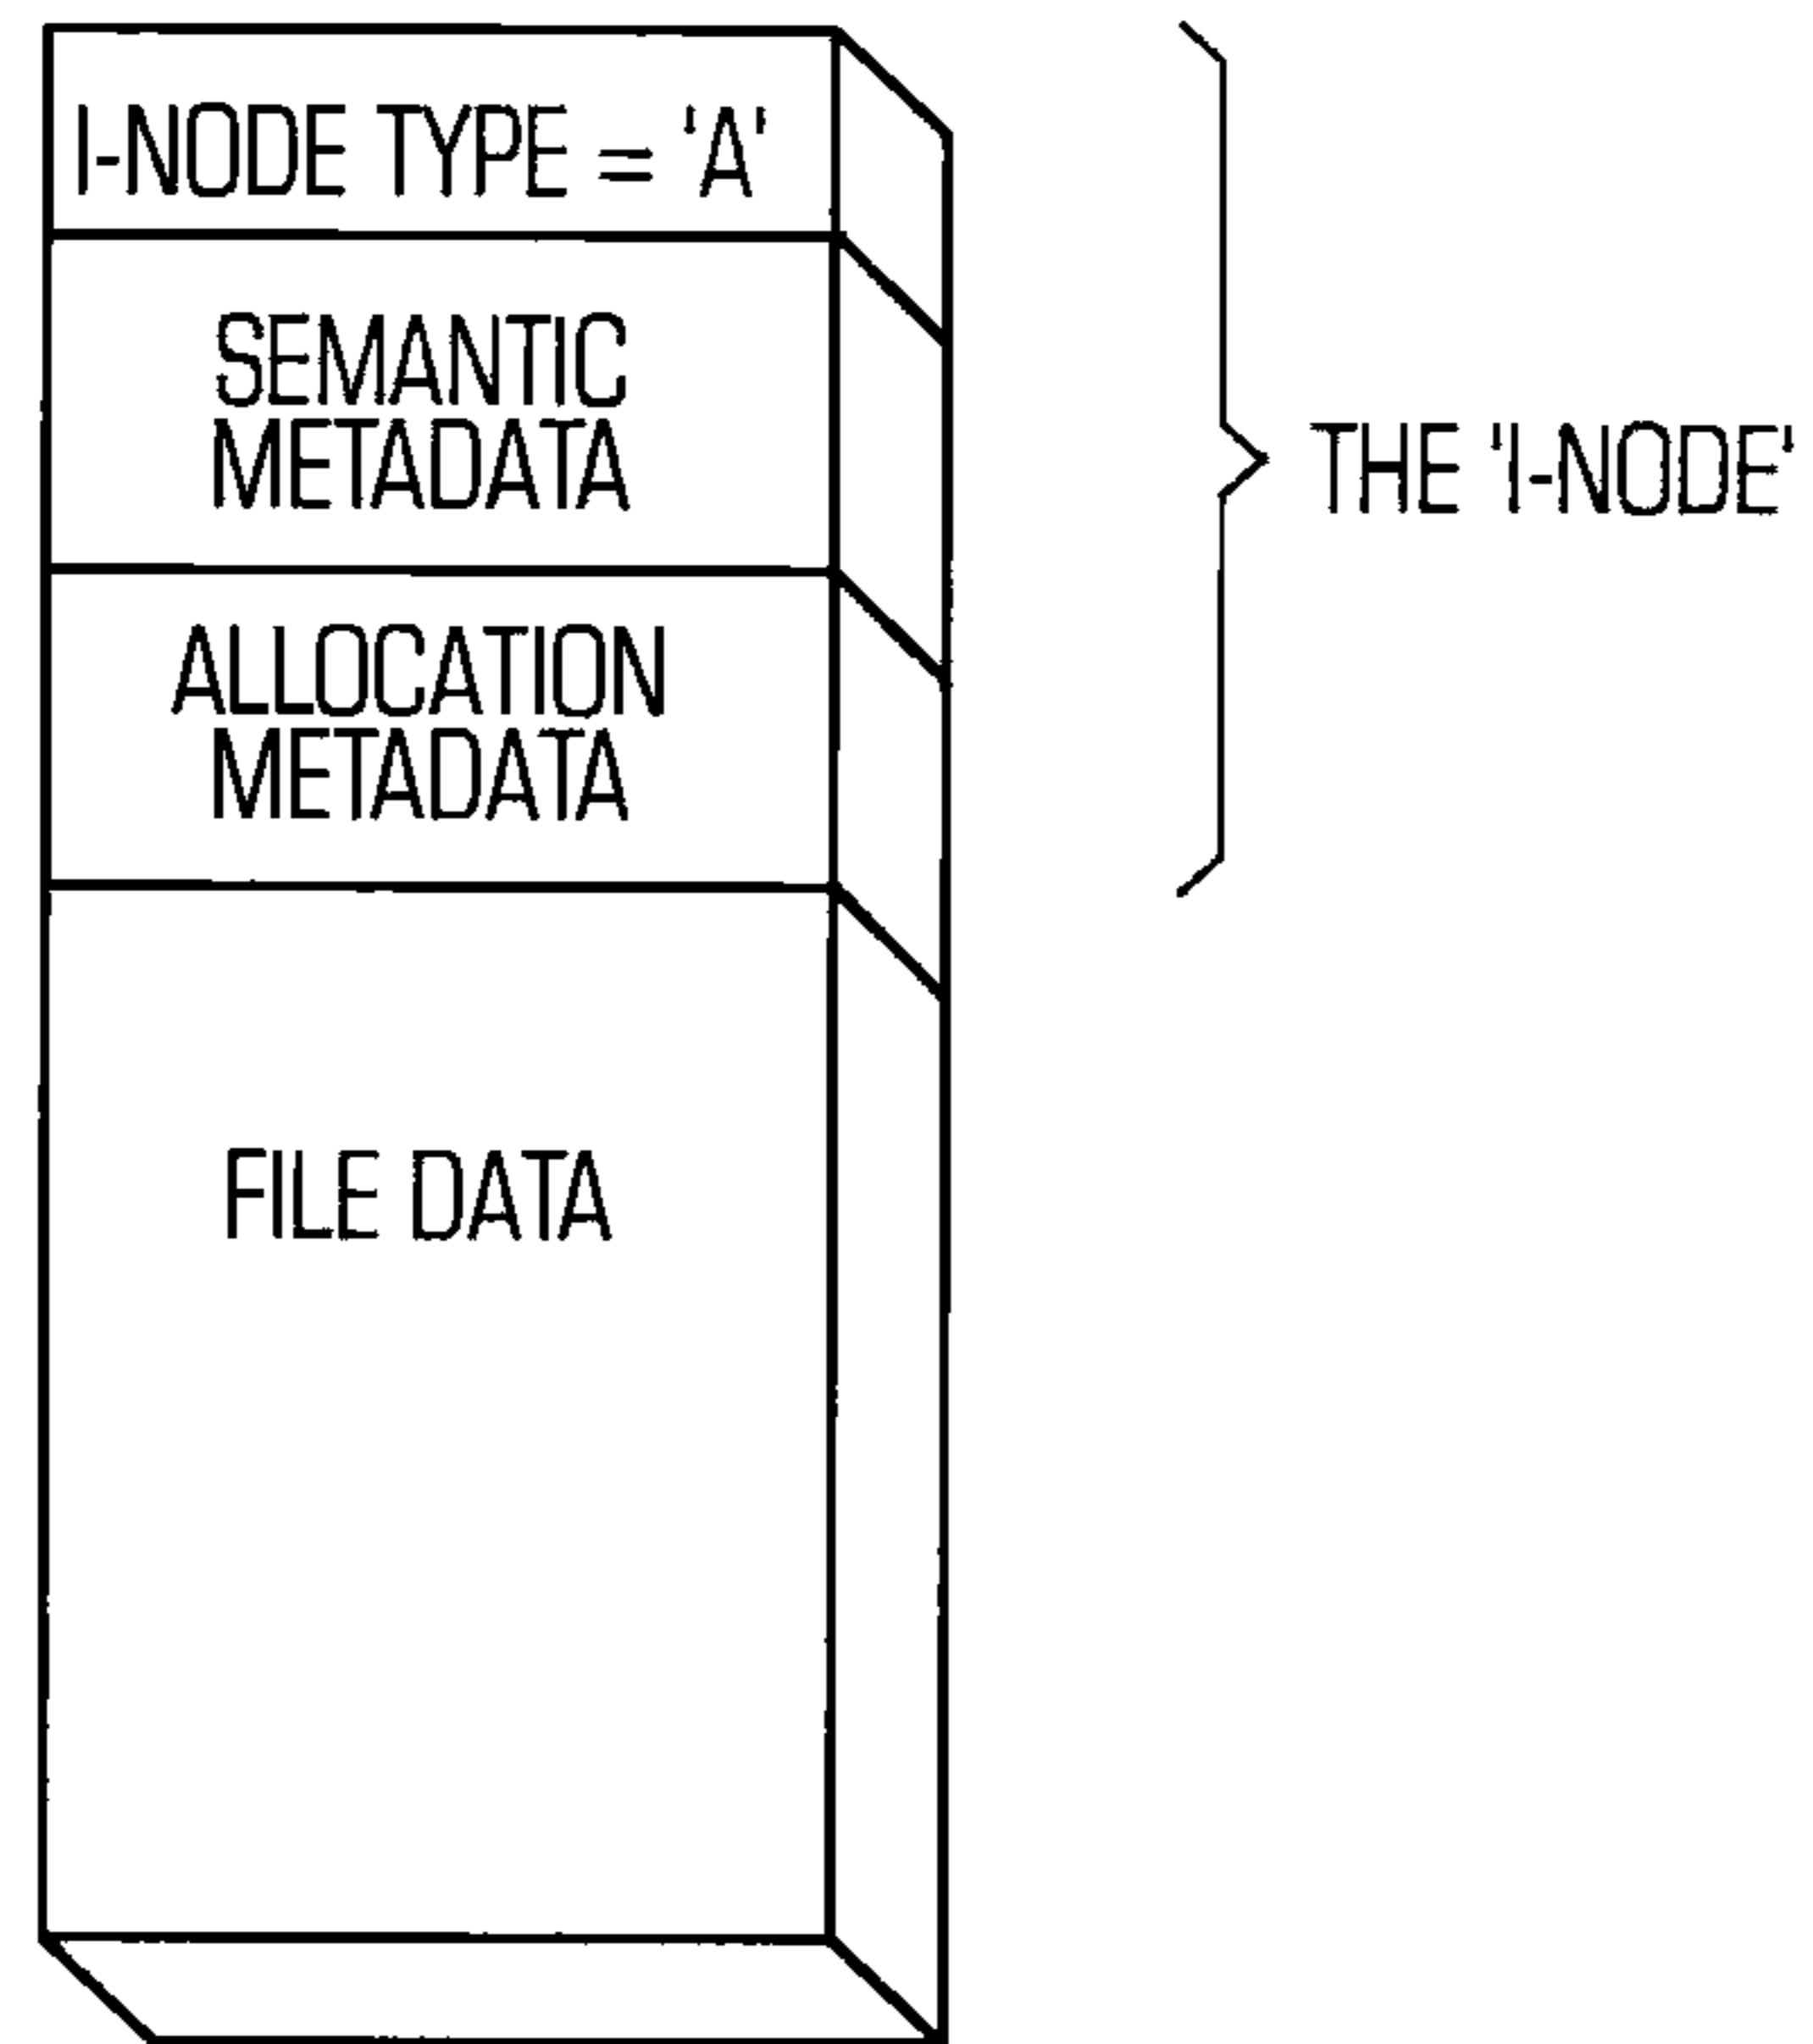 I-NODE TYPE = 'A'
SEMANTIC
METADATA
THE 'I-NODE'
ALLOCATION
METADATA
FILE DATA